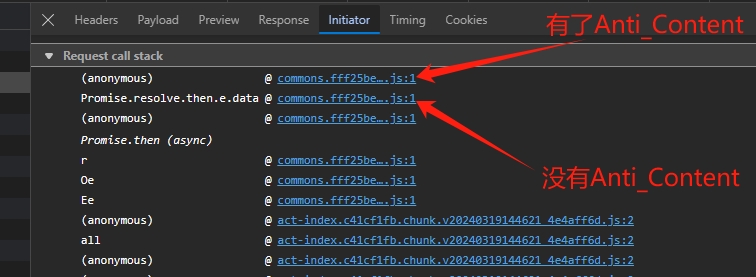 Headers Payload Preview Response Initiator Timing Cookies
有了Anti_Content
Request call stack
(anonymous) @ commons.fff25be….js:1
Promise.resolve.then.e.data @ commons.fff25be….js:1
(anonymous) @ commons.fff25be….js:1
Promise.then (async)
没有Anti_Content
r @ commons.fff25be….js:1
Oe @ commons.fff25be….js:1
Ee @ commons.fff25be….js:1
(anonymous) @ act-index.c41cf1fb.chunk.v20240319144621_4e4aff6d.js:2
all @ act-index.c41cf1fb.chunk.v20240319144621_4e4aff6d.js:2
(anonymous) @ act-index.c41cf1fb.chunk.v20240319144621_4e4aff6d.js:2